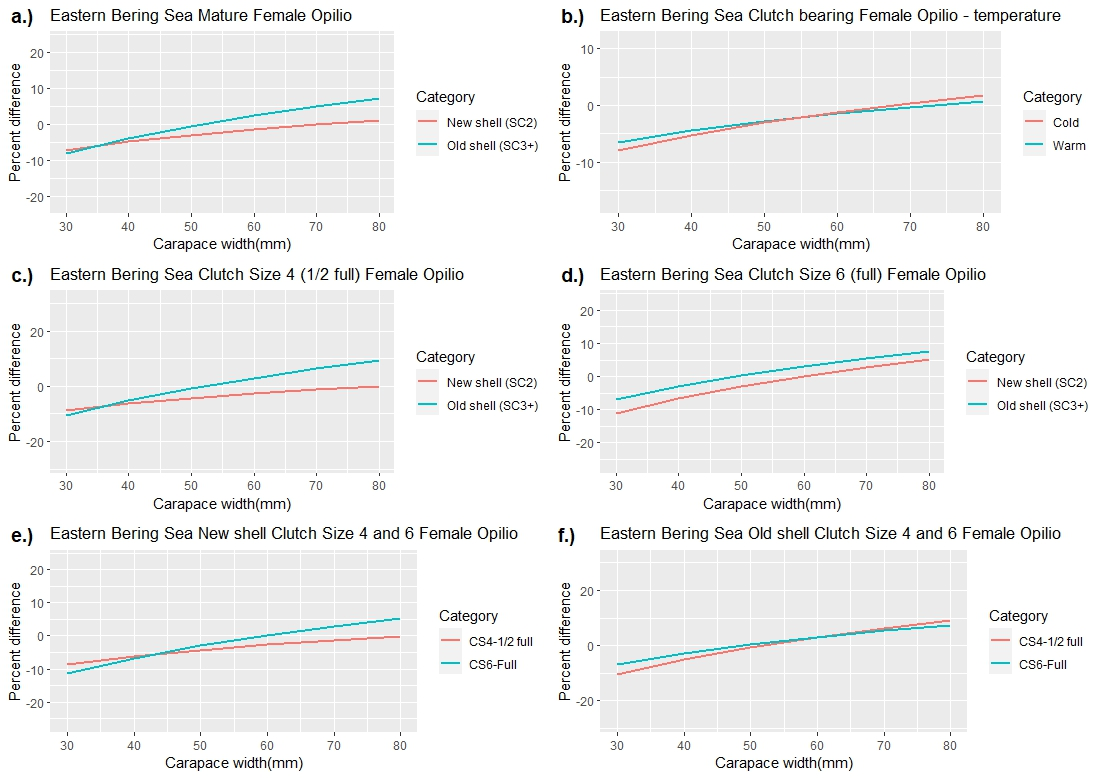 a.) Eastern Bering Sea Mature Female Opilio
Percent difference
20
10
0
-10
-20
30 40 50 60 70 80
Carapace width(mm)
Category
New shell (SC2)
Old shell (SC3+)
b.) Eastern Bering Sea Clutch bearing Female Opilio - temperature
Percent difference
10
0
-10
30 40 50 60 70 80
Carapace width(mm)
Category
Cold
Warm
c.) Eastern Bering Sea Clutch Size 4 (1/2 full) Female Opilio
Percent difference
20
0
-20
30 40 50 60 70 80
Carapace width(mm)
Category
New shell (SC2)
Old shell (SC3+)
d.) Eastern Bering Sea Clutch Size 6 (full) Female Opilio
Percent difference
20
10
0
-10
-20
30 40 50 60 70 80
Carapace width(mm)
Category
New shell (SC2)
Old shell (SC3+)
e.) Eastern Bering Sea New shell Clutch Size 4 and 6 Female Opilio
Percent difference
20
10
0
-10
-20
30 40 50 60 70 80
Carapace width(mm)
Category
CS4-1/2 full
CS6-Full
f.) Eastern Bering Sea Old shell Clutch Size 4 and 6 Female Opilio
Percent difference
20
0
-20
30 40 50 60 70 80
Carapace width(mm)
Category
CS4-1/2 full
CS6-Full